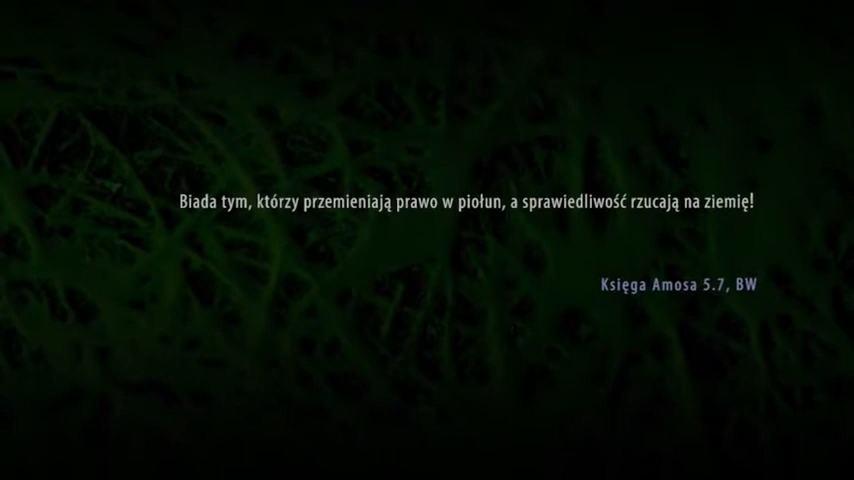 Biada tym, którzy przemieniają prawo w piołun, a sprawiedliwość rzucają na ziemię!
Księga Amosa 5.7, BW